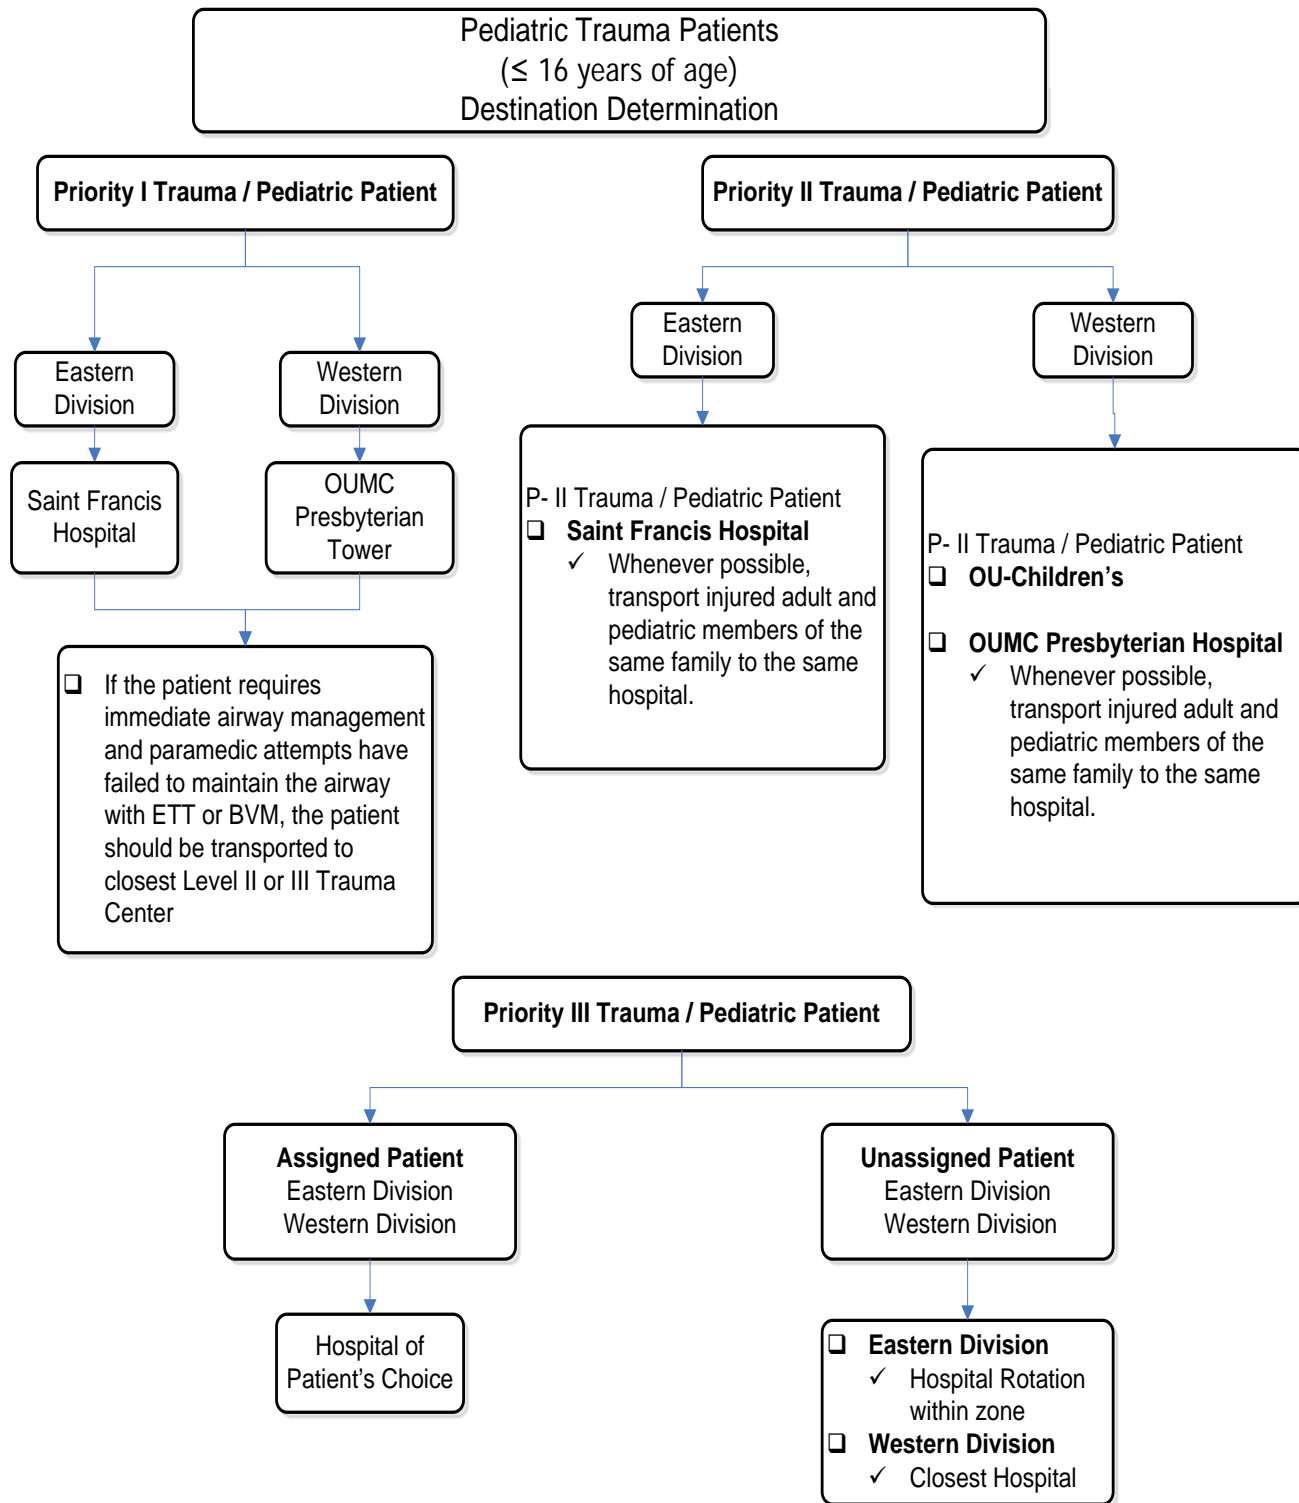 Pediatric Trauma Patients
(≤ 16 years of age)
Destination Determination
Priority I Trauma / Pediatric Patient
Priority II Trauma / Pediatric Patient
Eastern
Division
Western
Division
Saint Francis
Hospital
OUMC
Presbyterian
Tower
❑ If the patient requires
immediate airway management
and paramedic attempts have
failed to maintain the airway
with ETT or BVM, the patient
should be transported to
closest Level II or III Trauma
Center
Eastern
Division
Western
Division
P- II Trauma / Pediatric Patient
❑ Saint Francis Hospital
✓ Whenever possible,
transport injured adult and
pediatric members of the
same family to the same
hospital.
P- II Trauma / Pediatric Patient
❑ OU-Children’s
❑ OUMC Presbyterian Hospital
✓ Whenever possible,
transport injured adult and
pediatric members of the
same family to the same
hospital.
Priority III Trauma / Pediatric Patient
Assigned Patient
Eastern Division
Western Division
Hospital of
Patient’s Choice
Unassigned Patient
Eastern Division
Western Division
❑ Eastern Division
✓ Hospital Rotation
within zone
❑ Western Division
✓ Closest Hospital